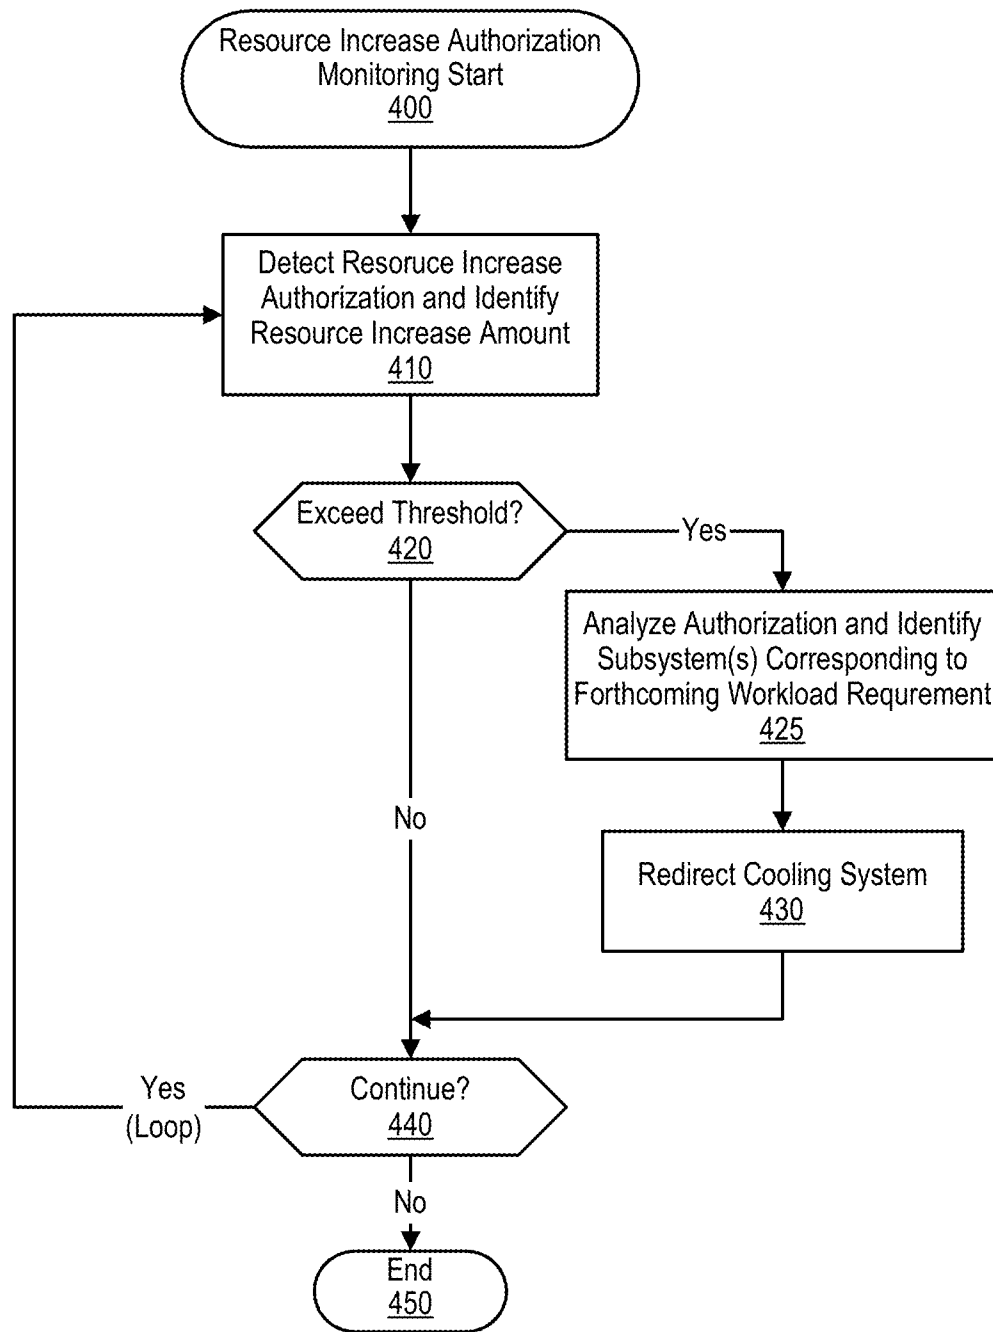 Resource Increase Authorization
Monitoring Start
400
Detect Resoruce Increase
Authorization and Identify
Resource Increase Amount
410
Exceed Threshold?
420
Yes
Analyze Authorization and Identify
Subsystem(s) Corresponding to
Forthcoming Workload Requrement
425
No
Redirect Cooling System
430
Continue?
440
Yes
(Loop)
No
End
450